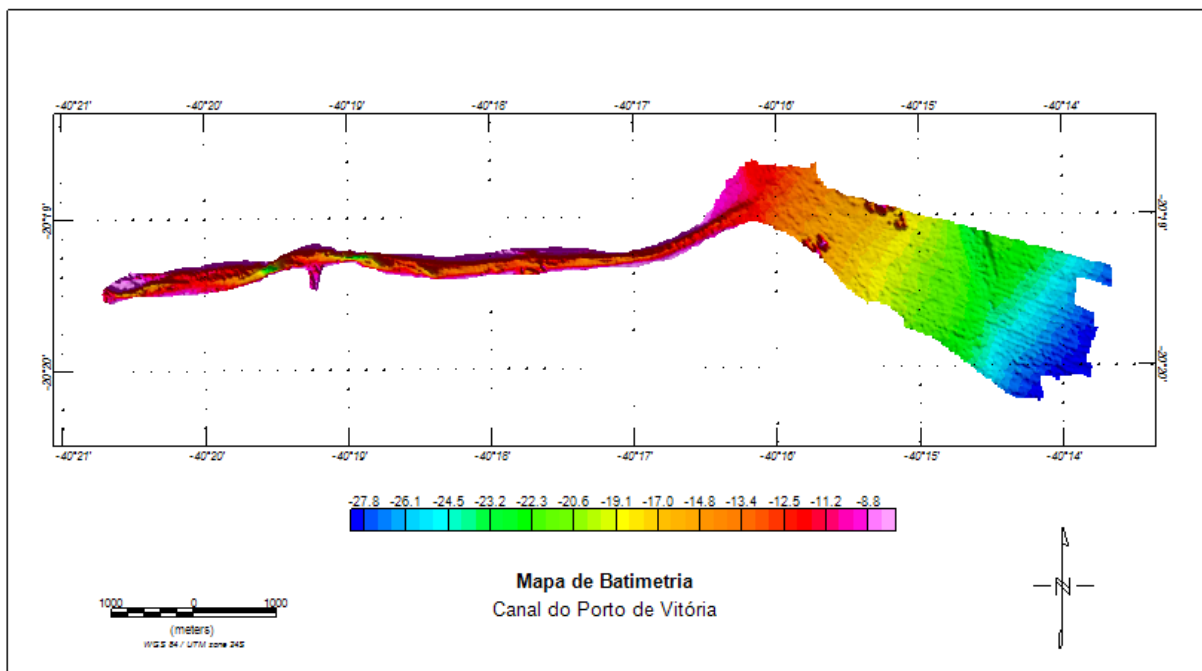 -40°21' -40°20' -40°19' -40°18' -40°17' -40°16' -40°15' -40°14'
-20°19' -20°19'
-20°20' -20°20'
-40°21' -40°20' -40°19' -40°18' -40°17' -40°16' -40°15' -40°14'
-27.8 -26.1 -24.5 -23.2 -22.3 -20.6 -19.1 -17.0 -14.8 -13.4 -12.5 -11.2 -8.8
Mapa de Batimetria
Canal do Porto de Vitória
1000 0 1000
(meters)
WGS 84 / UTM zone 24S
N